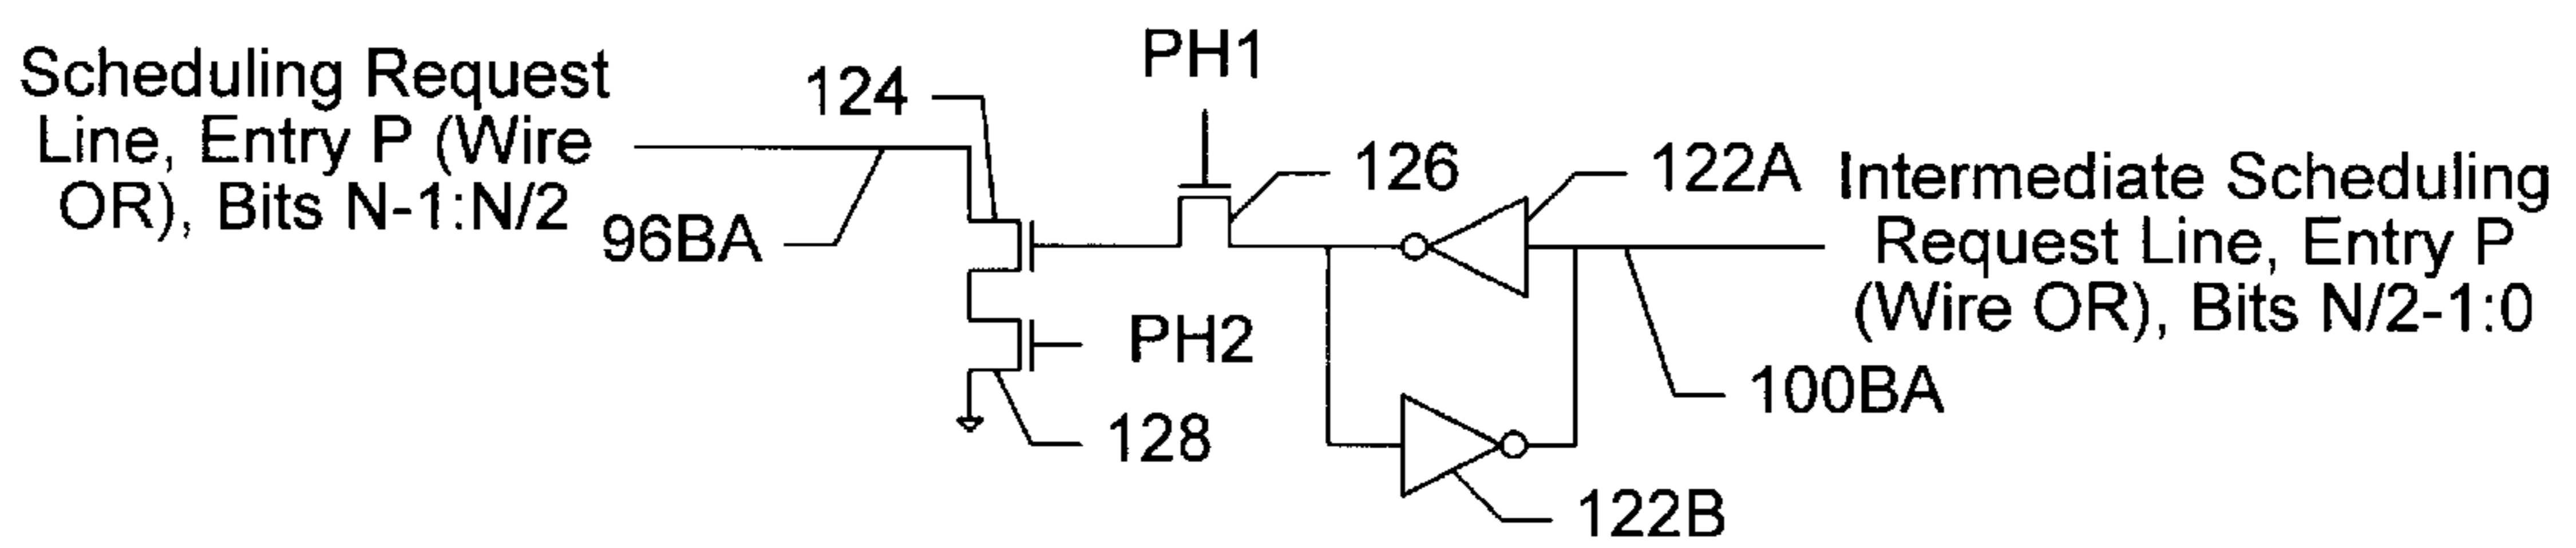 Scheduling Request
Line, Entry P (Wire
OR), Bits N-1:N/2
96BA
124
PH1
126
122A
Intermediate Scheduling
Request Line, Entry P
(Wire OR), Bits N/2-1:0
PH2
128
100BA
122B